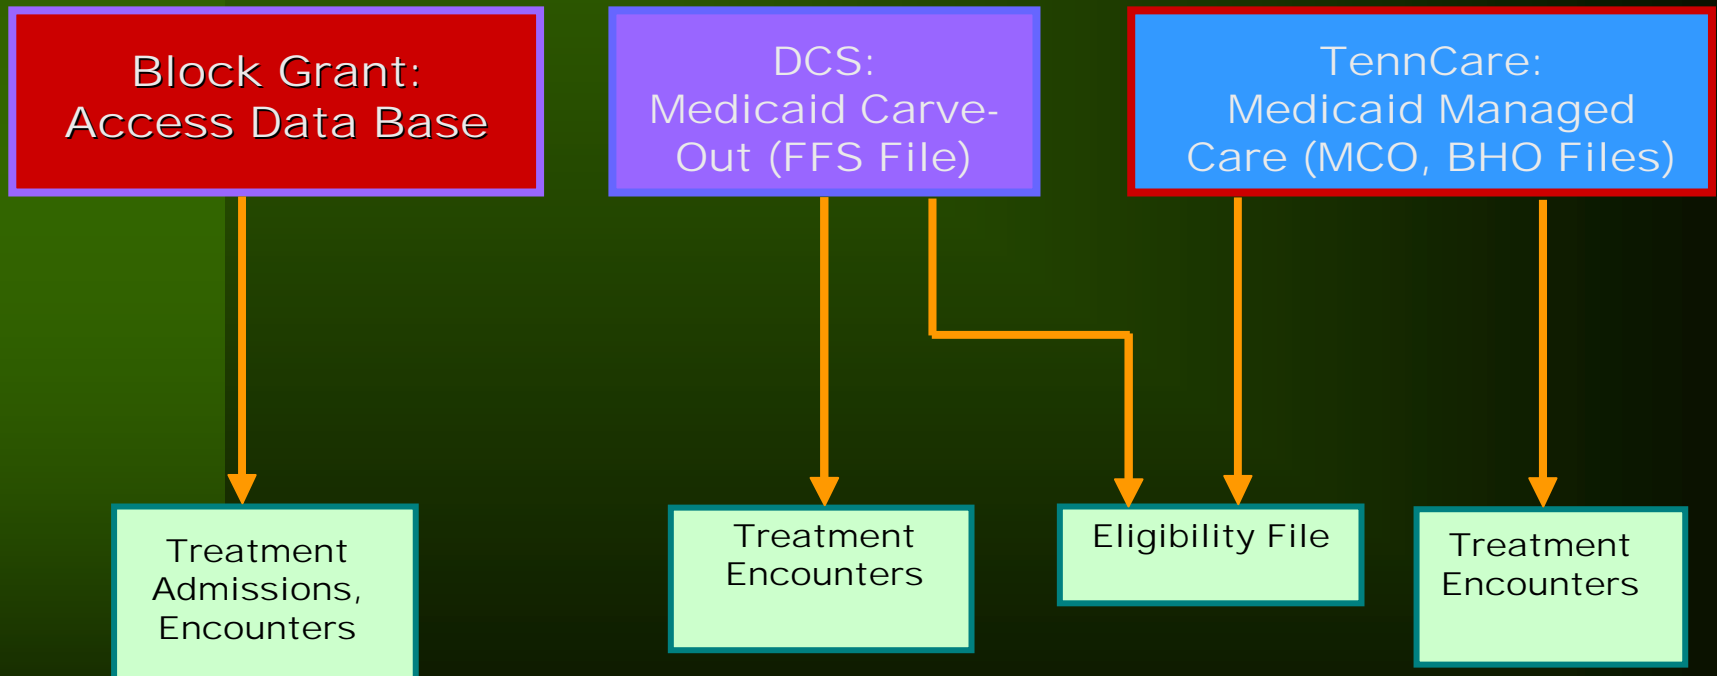 Block Grant:
Access Data Base
DCS:
Medicaid Carve-
Out (FFS File)
TennCare:
Medicaid Managed
Care (MCO, BHO Files)
Treatment
Admissions,
Encounters
Treatment
Encounters
Eligibility File
Treatment
Encounters